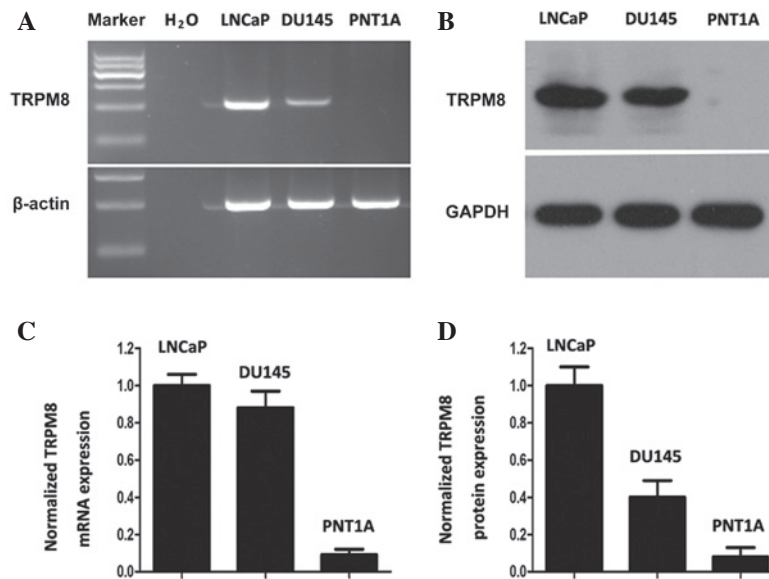 A
Marker H₂O LNCaP DU145 PNT1A
TRPM8
β-actin
B
LNCaP DU145 PNT1A
TRPM8
GAPDH
C
Normalized TRPM8
mRNA expression
1.2
1.0
0.8
0.6
0.4
0.2
0.0
LNCaP
DU145
PNT1A
D
Normalized TRPM8
protein expression
1.2
1.0
0.8
0.6
0.4
0.2
0.0
LNCaP
DU145
PNT1A